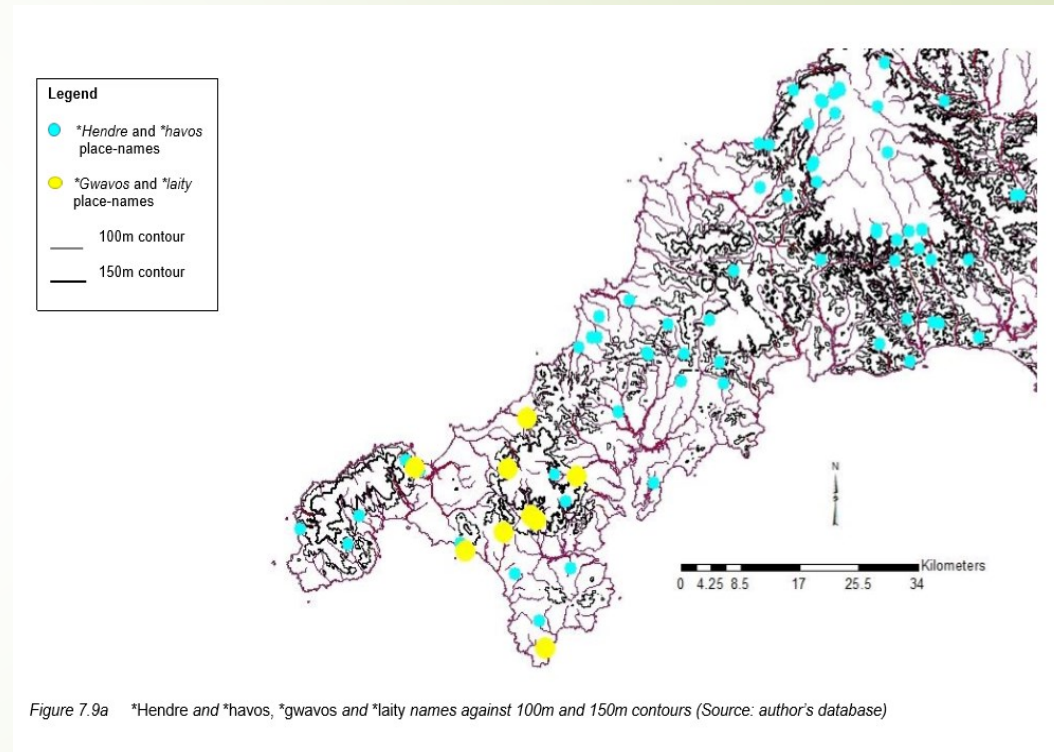 Legend
*Hendre and *havos
place-names
*Gwavos and *laity
place-names
100m contour
150m contour
N
Kilometers
0 4.25 8.5 17 25.5 34
Figure 7.9a *Hendre and *havos, *gwavos and *laity names against 100m and 150m contours (Source: author's database)